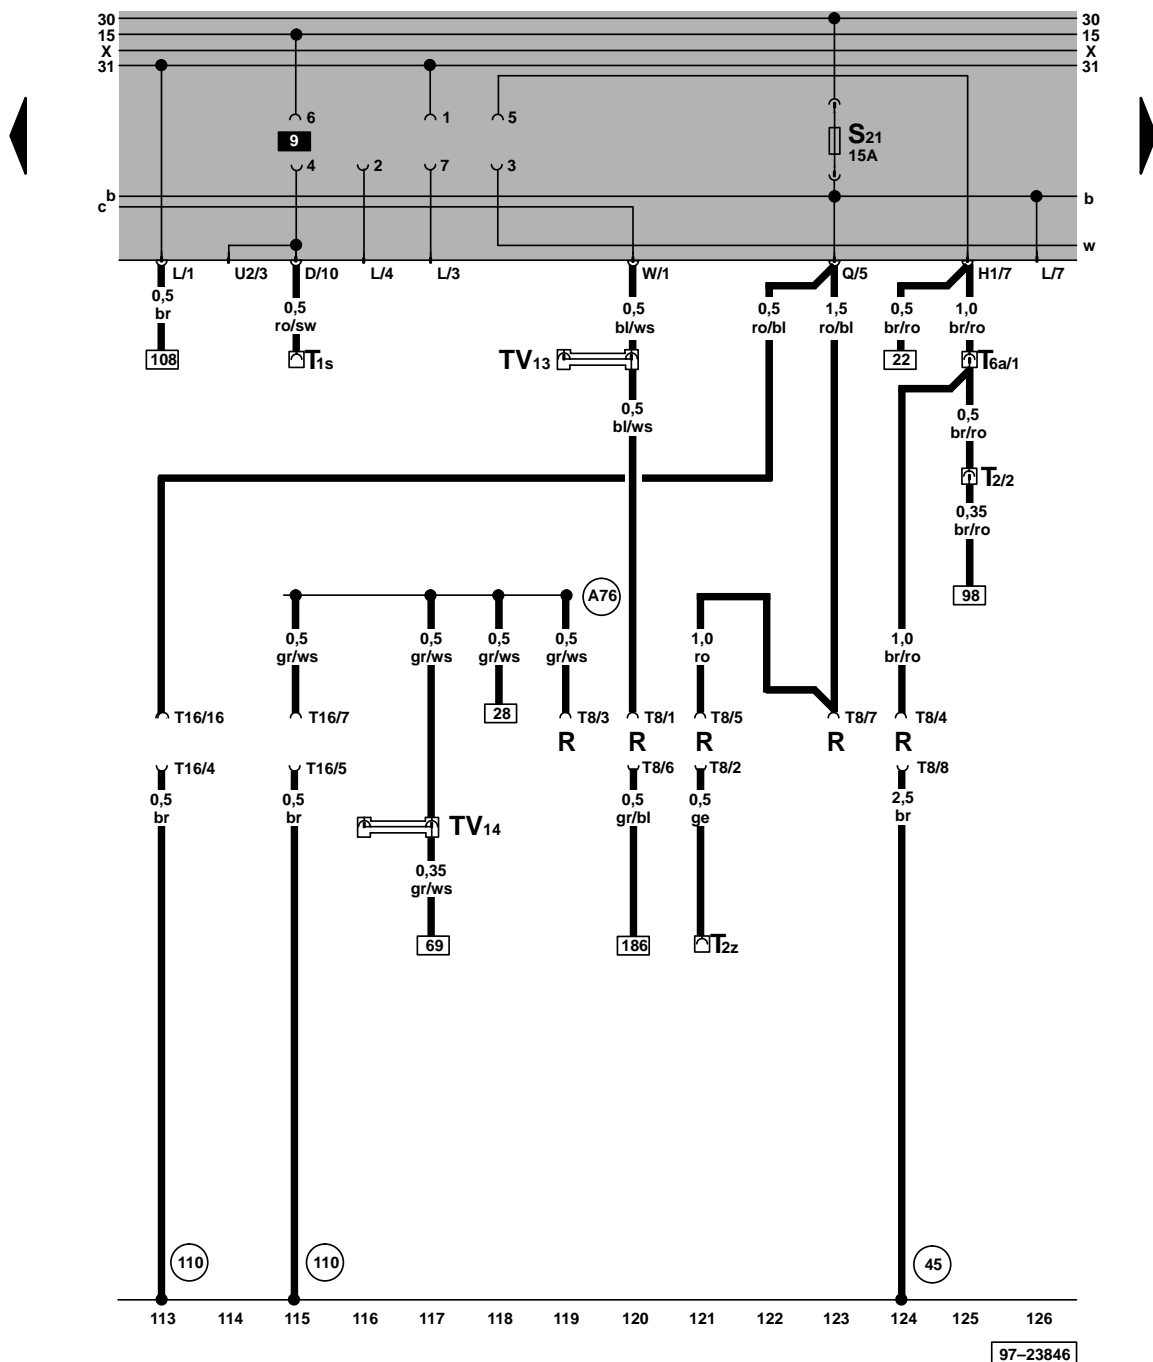 30 30
15 15
X X
31 31
6 1 5
9
S21
15A
4 2 7 3
b b
c
w
L/1 U2/3 D/10 L/4 L/3 W/1 Q/5 H1/7 L/7
0,5 0,5 0,5 0,5 1,5 0,5 1,0
br ro/sw bl/ws ro/bl ro/bl br/ro br/ro
108 T1s TV13 22 T6a/1
0,5 0,5
bl/ws br/ro
T2/2
0,35
br/ro
A76 98
0,5 0,5 0,5 0,5 1,0 1,0
gr/ws gr/ws gr/ws gr/ws ro br/ro
T16/16 T16/7 28 T8/3 T8/1 T8/5 T8/7 T8/4
R R R R R
T16/4 T16/5 T8/6 T8/2 T8/8
0,5 0,5 0,5 0,5 2,5
br br gr/bl ge br
TV14
0,35
gr/ws
69 186 T2z
110 110 45
113 114 115 116 117 118 119 120 121 122 123 124 125 126
97–23846